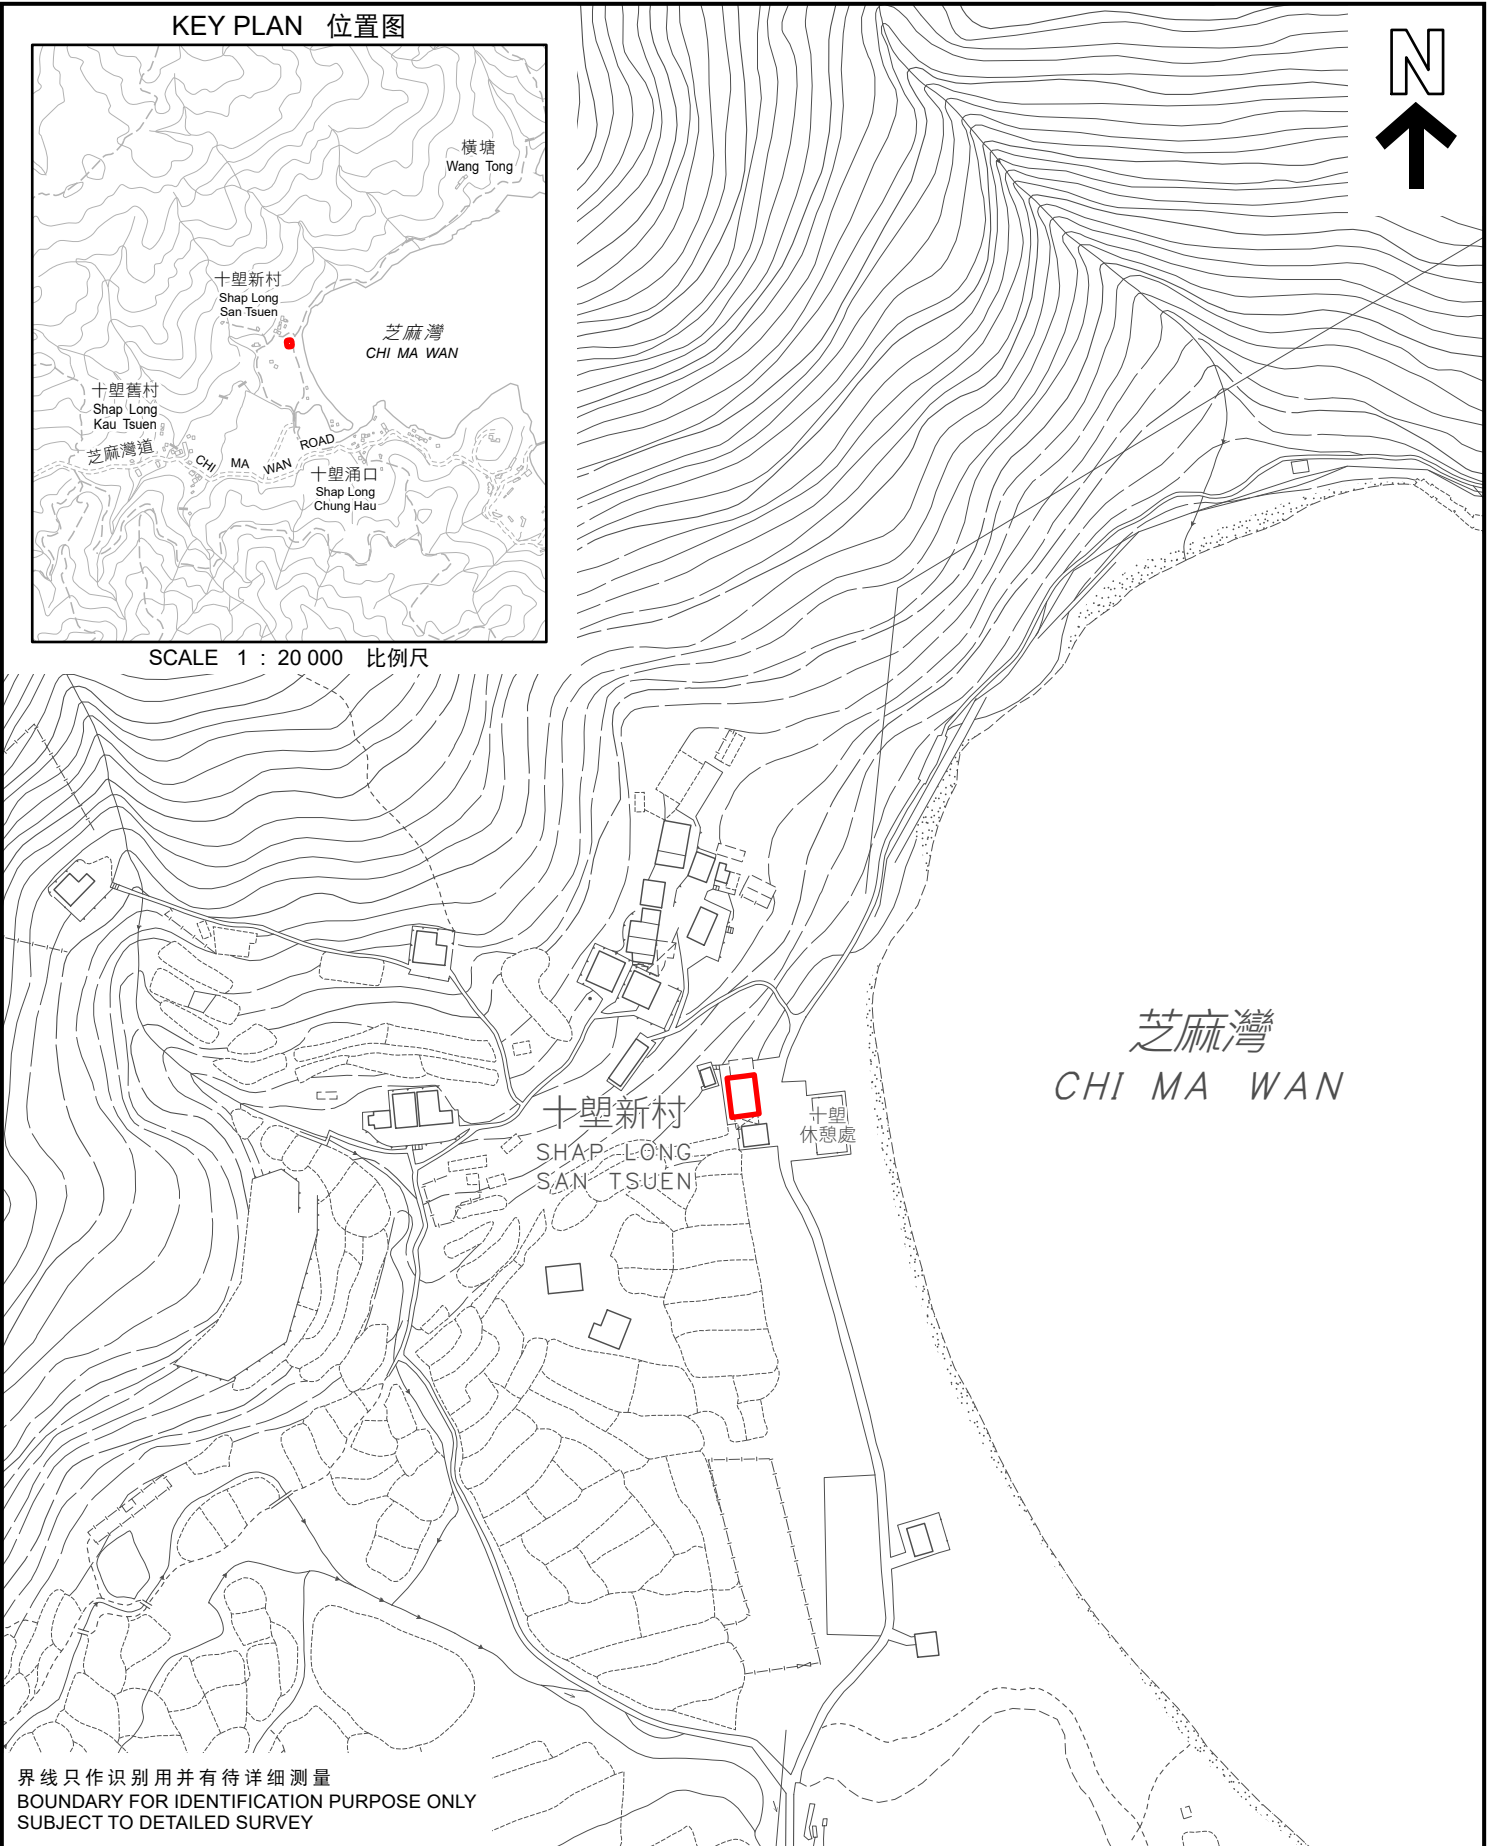 KEY PLAN 位置图
N
橫塘
Wang Tong
十塱新村
Shap Long
San Tsuen
芝麻灣
CHI MA WAN
十塱舊村
Shap Long
Kau Tsuen
芝麻灣道
CHI MA WAN ROAD
十塱涌口
Shap Long
Chung Hau
SCALE 1 : 20 000 比例尺
芝麻灣
CHI MA WAN
十塱新村
SHAP LONG
SAN TSUEN
十塱
休憩處
界线只作识别用并有待详细测量
BOUNDARY FOR IDENTIFICATION PURPOSE ONLY
SUBJECT TO DETAILED SURVEY